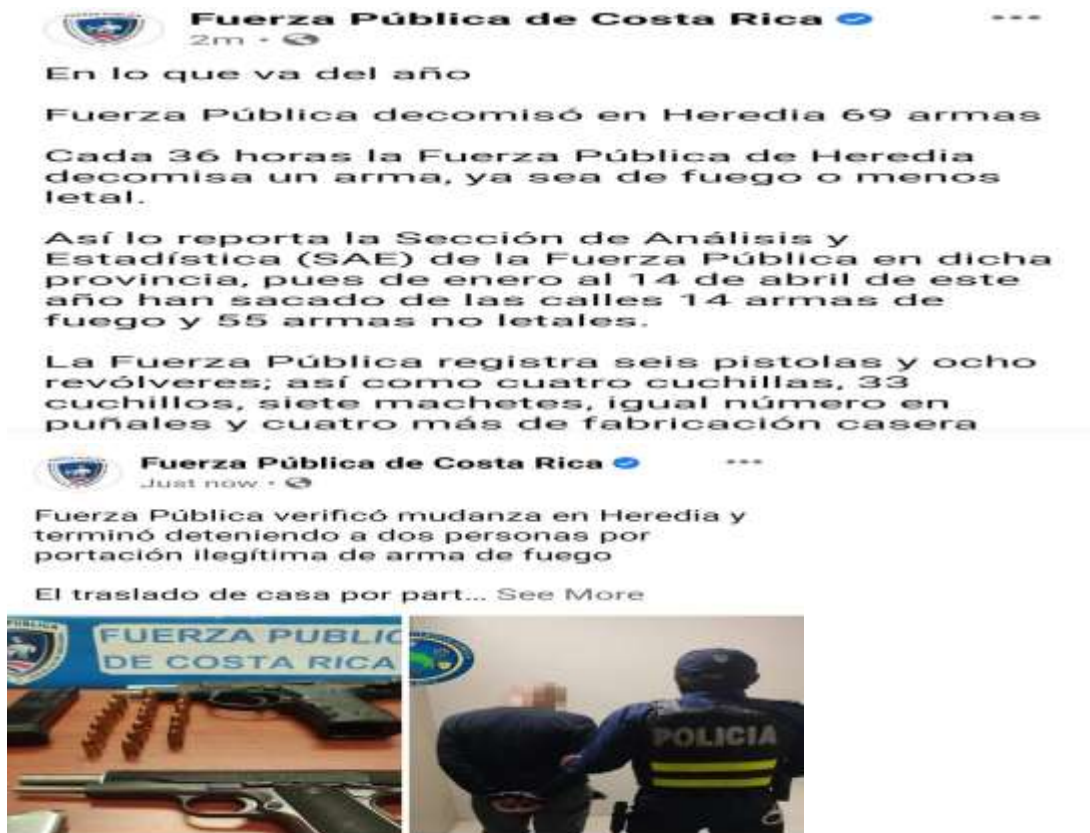 Fuerza Pública de Costa Rica
2m
En lo que va del año
Fuerza Pública decomisó en Heredia 69 armas
Cada 36 horas la Fuerza Pública de Heredia
decomisa un arma, ya sea de fuego o menos
letal.
Así lo reporta la Sección de Análisis y
Estadística (SAE) de la Fuerza Pública en dicha
provincia, pues de enero al 14 de abril de este
año han sacado de las calles 14 armas de
fuego y 55 armas no letales.
La Fuerza Pública registra seis pistolas y ocho
revólveres; así como cuatro cuchillas, 33
cuchillos, siete machetes, igual número en
puñales y cuatro más de fabricación casera
Fuerza Pública de Costa Rica
Just now
Fuerza Pública verificó mudanza en Heredia y
terminó deteniendo a dos personas por
portación ilegítima de arma de fuego
El traslado de casa por part... See More
FUERZA PUBLIC
DE COSTA RICA
POLICIA